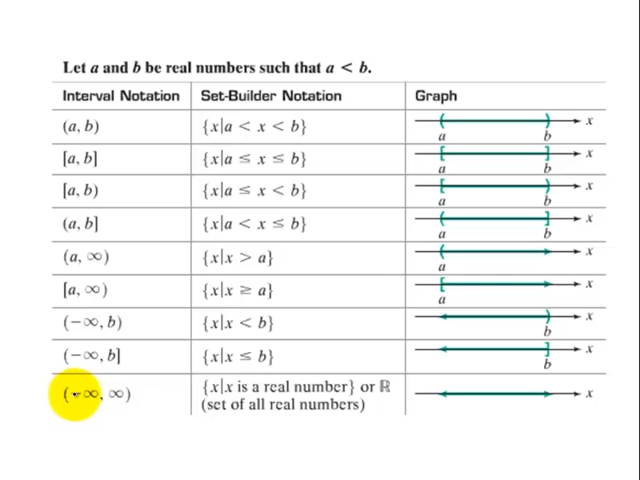 Let a and b be real numbers such that a < b.
Interval Notation Set-Builder Notation Graph
(a, b) {x|a < x < b} x
a b
[a, b] {x|a ≤ x ≤ b} x
a b
[a, b) {x|a ≤ x < b} x
a b
(a, b] {x|a < x ≤ b} x
a b
(a, ∞) {x|x > a} x
a
[a, ∞) {x|x ≥ a} x
a
(−∞, b) {x|x < b} x
b
(−∞, b] {x|x ≤ b} x
b
(−∞, ∞) {x|x is a real number} or ℝ x
(set of all real numbers)